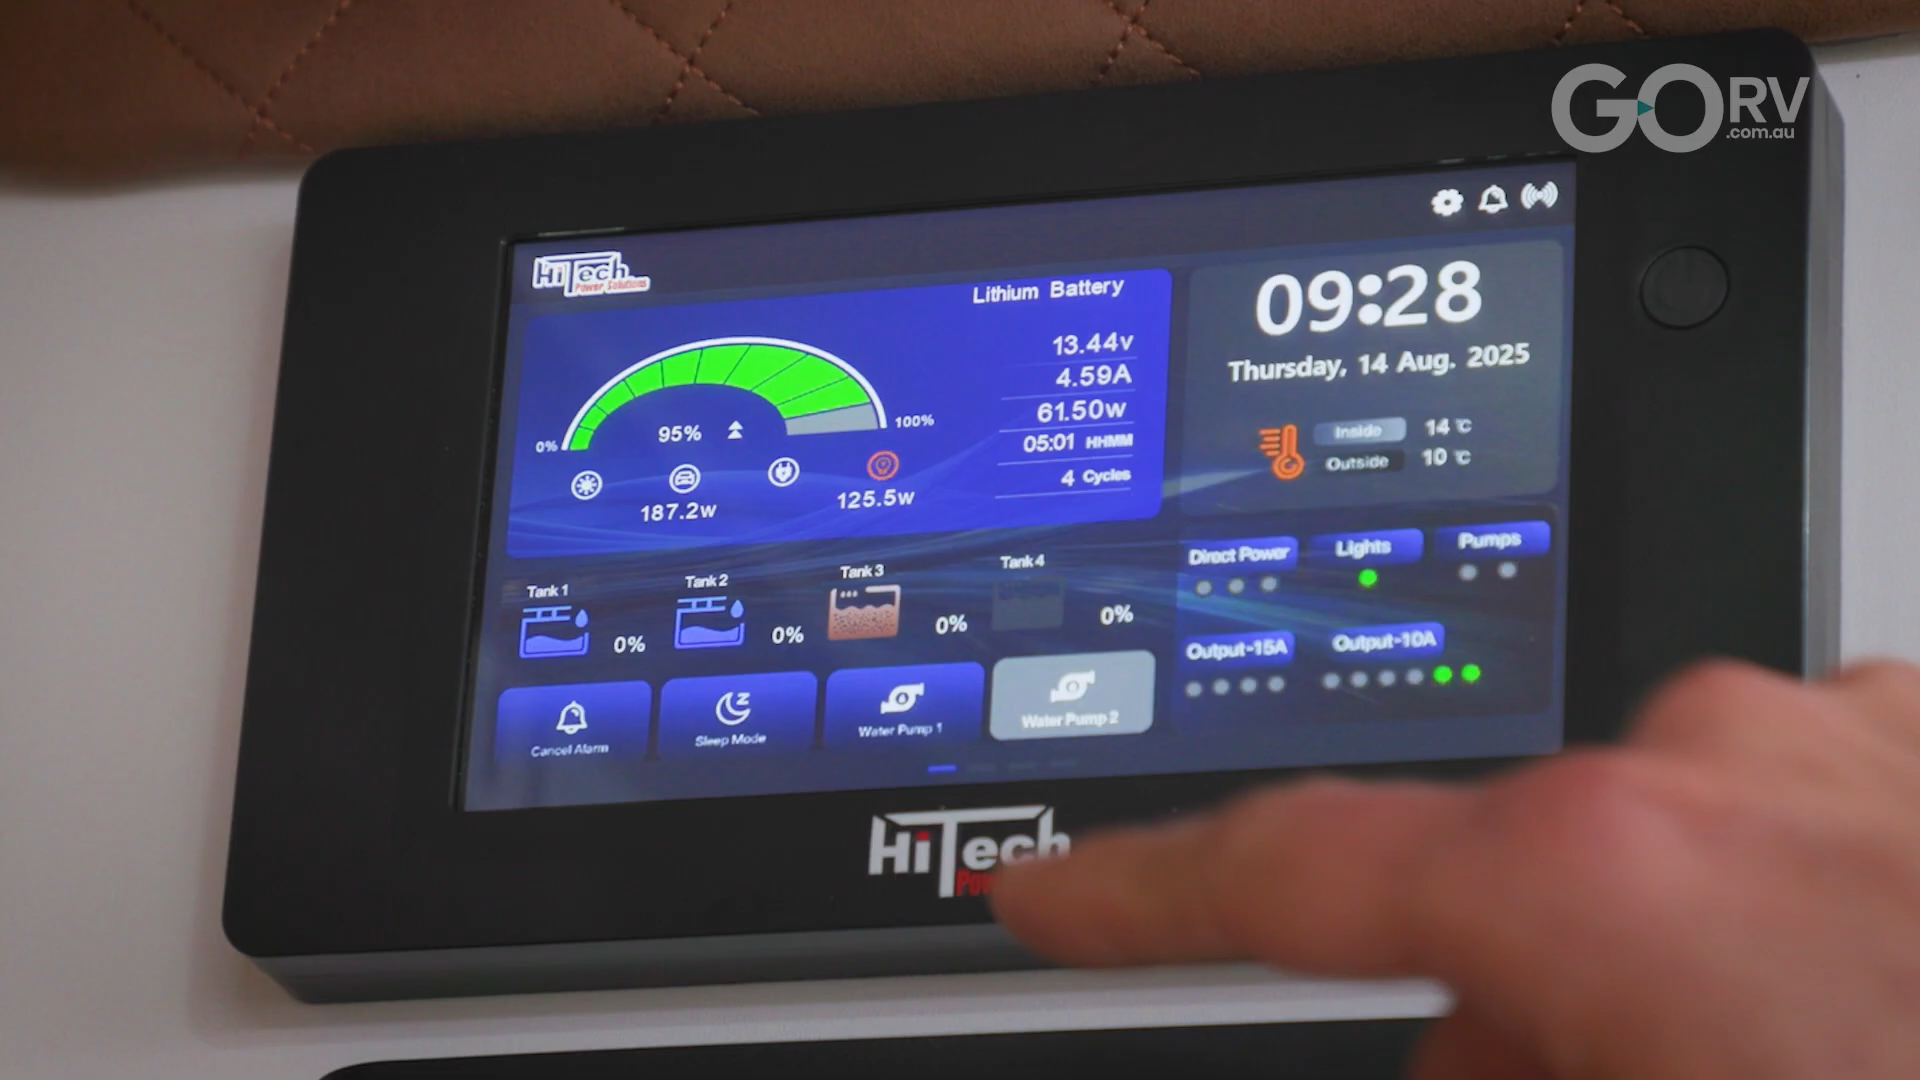 GO RV
.com.au
HiTech
Power Solutions
Lithium Battery
13.44v
4.59A
61.50w
05:01 HHMM
4 Cycles
0%
95%
100%
187.2w
125.5w
09:28
Thursday, 14 Aug. 2025
Inside 14 °C
Outside 10 °C
Tank 1
0%
Tank 2
0%
Tank 3
0%
Tank 4
0%
Direct Power
Lights
Pumps
Output-15A
Output-10A
Cancel Alarm
Sleep Mode
Water Pump 1
Water Pump 2
HiTech